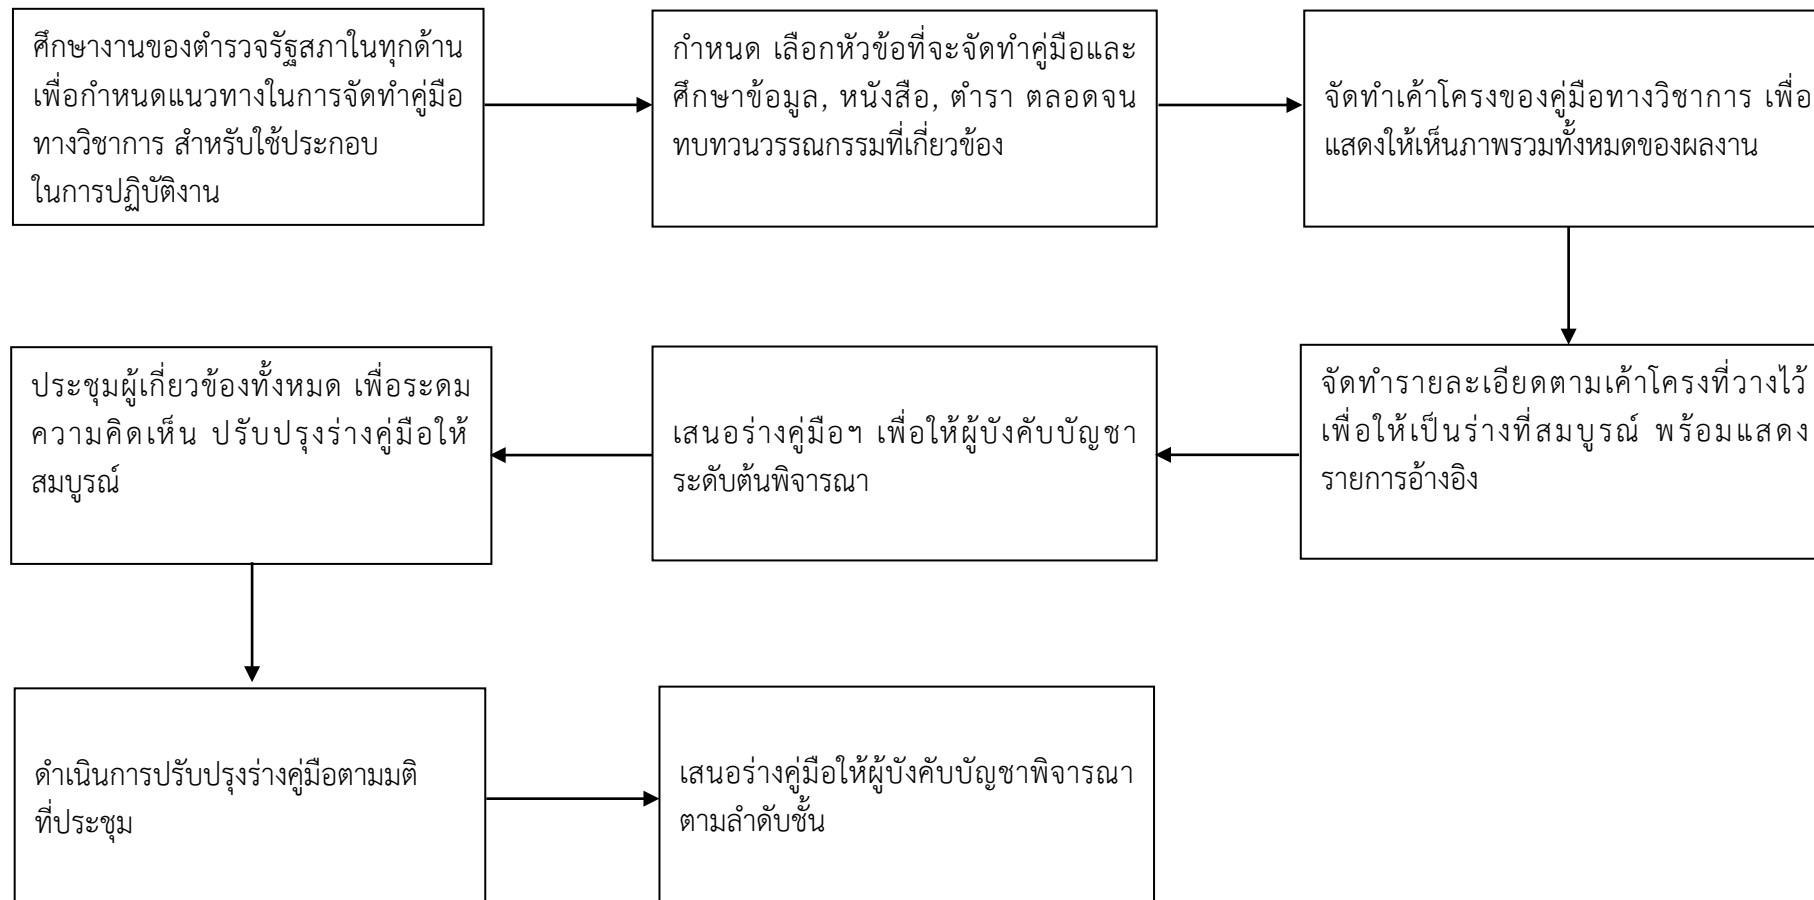 ศึกษางานของตำรวจรัฐสภาในทุกด้าน
เพื่อกำหนดแนวทางในการจัดทำคู่มือ
ทางวิชาการ สำหรับใช้ประกอบ
ในการปฏิบัติงาน
กำหนด เลือกหัวข้อที่จะจัดทำคู่มือและ
ศึกษาข้อมูล, หนังสือ, ตำรา ตลอดจน
ทบทวนวรรณกรรมที่เกี่ยวข้อง
จัดทำเค้าโครงของคู่มือทางวิชาการ เพื่อ
แสดงให้เห็นภาพรวมทั้งหมดของผลงาน
จัดทำรายละเอียดตามเค้าโครงที่วางไว้
เพื่อให้เป็นร่างที่สมบูรณ์ พร้อมแสดง
รายการอ้างอิง
เสนอร่างคู่มือฯ เพื่อให้ผู้บังคับบัญชา
ระดับต้นพิจารณา
ประชุมผู้เกี่ยวข้องทั้งหมด เพื่อระดม
ความคิดเห็น ปรับปรุงร่างคู่มือให้
สมบูรณ์
ดำเนินการปรับปรุงร่างคู่มือตามมติ
ที่ประชุม
เสนอร่างคู่มือให้ผู้บังคับบัญชาพิจารณา
ตามลำดับชั้น